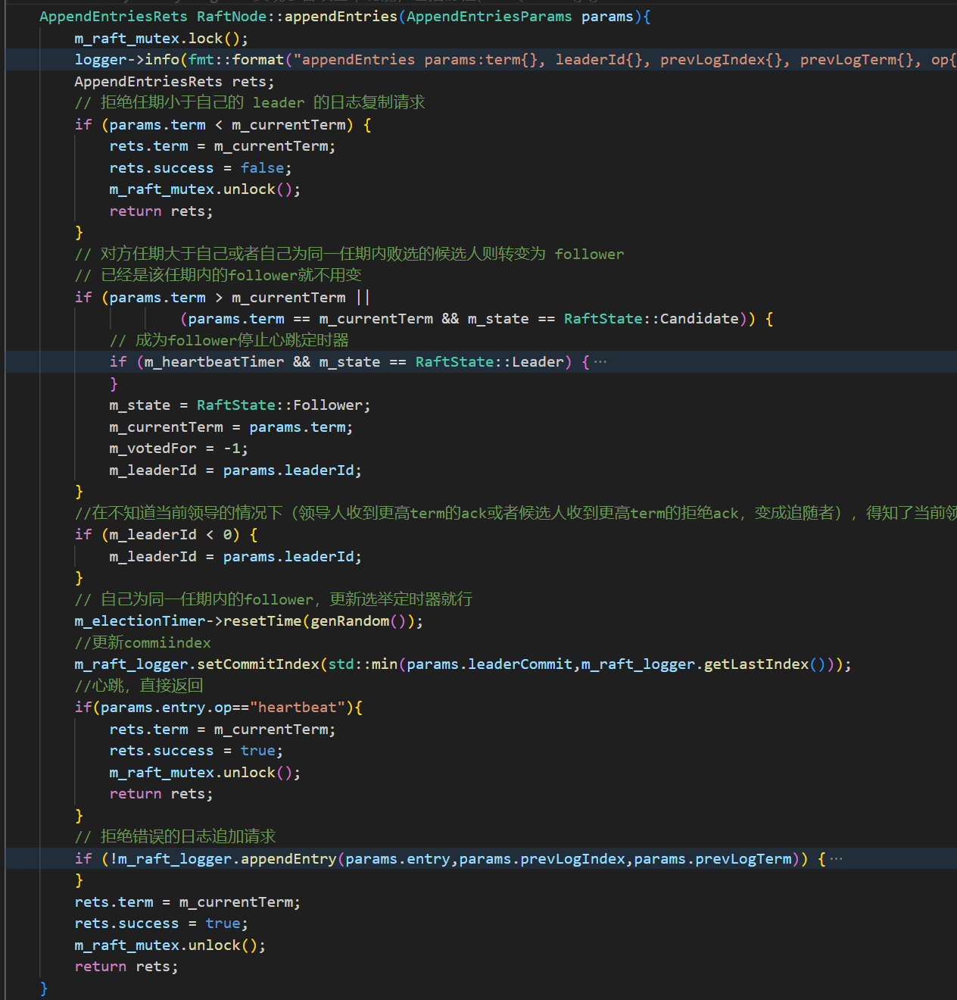 AppendEntriesRets RaftNode::appendEntries(AppendEntriesParams params){
    m_raft_mutex.lock();
    logger->info(fmt::format("appendEntries params:term{}, leaderId{}, prevLogIndex{}, prevLogTerm{}, op{
    AppendEntriesRets rets;
    // 拒绝任期小于自己的 leader 的日志复制请求
    if (params.term < m_currentTerm) {
        rets.term = m_currentTerm;
        rets.success = false;
        m_raft_mutex.unlock();
        return rets;
    }
    // 对方任期大于自己或者自己为同一任期内败选的候选人则转变为 follower
    // 已经是该任期内的follower就不用变
    if (params.term > m_currentTerm ||
                (params.term == m_currentTerm && m_state == RaftState::Candidate)) {
        // 成为follower停止心跳定时器
        if (m_heartbeatTimer && m_state == RaftState::Leader) {…
        }
        m_state = RaftState::Follower;
        m_currentTerm = params.term;
        m_votedFor = -1;
        m_leaderId = params.leaderId;
    }
    //在不知道当前领导的情况下（领导人收到更高term的ack或者候选人收到更高term的拒绝ack，变成追随者），得知了当前领
    if (m_leaderId < 0) {
        m_leaderId = params.leaderId;
    }
    // 自己为同一任期内的follower，更新选举定时器就行
    m_electionTimer->resetTime(genRandom());
    //更新commiindex
    m_raft_logger.setCommitIndex(std::min(params.leaderCommit,m_raft_logger.getLastIndex()));
    //心跳，直接返回
    if(params.entry.op=="heartbeat"){
        rets.term = m_currentTerm;
        rets.success = true;
        m_raft_mutex.unlock();
        return rets;
    }
    // 拒绝错误的日志追加请求
    if (!m_raft_logger.appendEntry(params.entry,params.prevLogIndex,params.prevLogTerm)) {…
    }
    rets.term = m_currentTerm;
    rets.success = true;
    m_raft_mutex.unlock();
    return rets;
}